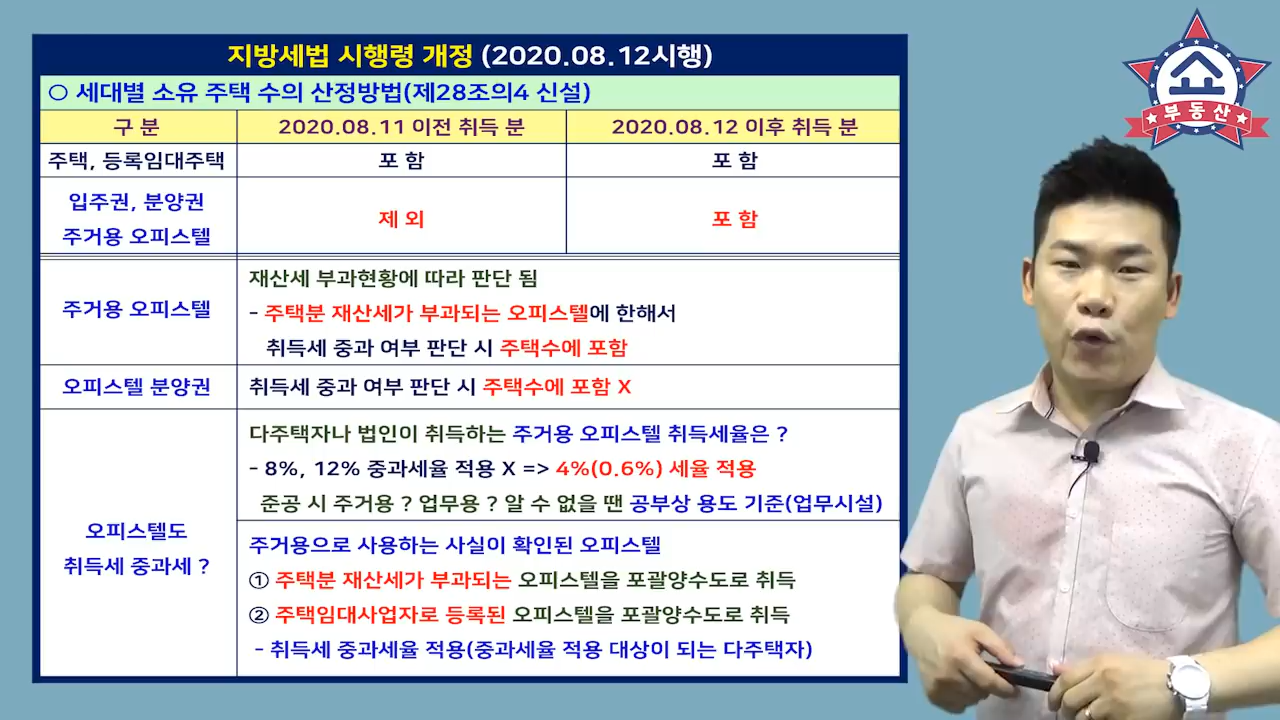 지방세법 시행령 개정 (2020.08.12시행)
○ 세대별 소유 주택 수의 산정방법(제28조의4 신설)
구 분 2020.08.11 이전 취득 분 2020.08.12 이후 취득 분
주택, 등록임대주택 포 함 포 함
입주권, 분양권
주거용 오피스텔
제 외 포 함
주거용 오피스텔
재산세 부과현황에 따라 판단 됨
- 주택분 재산세가 부과되는 오피스텔에 한해서
취득세 중과 여부 판단 시 주택수에 포함
오피스텔 분양권 취득세 중과 여부 판단 시 주택수에 포함 X
오피스텔도
취득세 중과세 ?
다주택자나 법인이 취득하는 주거용 오피스텔 취득세율은 ?
- 8%, 12% 중과세율 적용 X => 4%(0.6%) 세율 적용
준공 시 주거용 ? 업무용 ? 알 수 없을 땐 공부상 용도 기준(업무시설)
주거용으로 사용하는 사실이 확인된 오피스텔
① 주택분 재산세가 부과되는 오피스텔을 포괄양수도로 취득
② 주택임대사업자로 등록된 오피스텔을 포괄양수도로 취득
- 취득세 중과세율 적용(중과세율 적용 대상이 되는 다주택자)
부동산